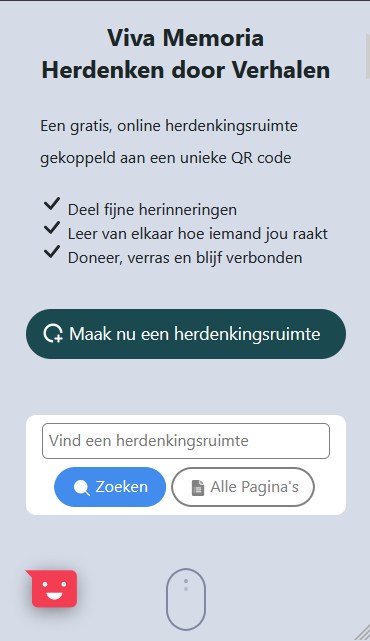 Viva Memoria
Herdenken door Verhalen
Een gratis, online herdenkingsruimte
gekoppeld aan een unieke QR code
Deel fijne herinneringen
Leer van elkaar hoe iemand jou raakt
Doneer, verras en blijf verbonden
Maak nu een herdenkingsruimte
Vind een herdenkingsruimte
Zoeken
Alle Pagina's